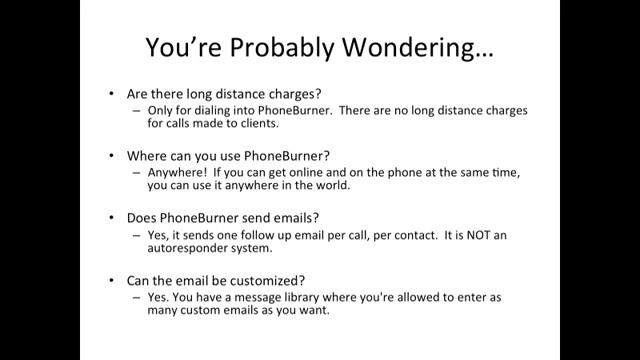 You're Probably Wondering...
• Are there long distance charges?
– Only for dialing into PhoneBurner. There are no long distance charges
for calls made to clients.
• Where can you use PhoneBurner?
– Anywhere! If you can get online and on the phone at the same time,
you can use it anywhere in the world.
• Does PhoneBurner send emails?
– Yes, it sends one follow up email per call, per contact. It is NOT an
autoresponder system.
• Can the email be customized?
– Yes. You have a message library where you're allowed to enter as
many custom emails as you want.